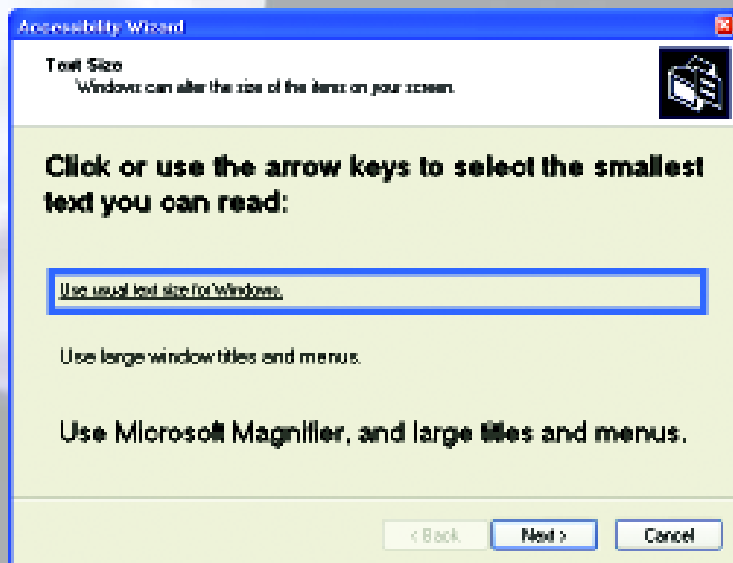 Accessibility Wizard
Text Size
Windows can alter the size of the items on your screen.
Click or use the arrow keys to select the smallest
text you can read:
Use usual text size for Windows.
Use large window titles and menus.
Use Microsoft Magnifier, and large titles and menus.
< Back
Next >
Cancel